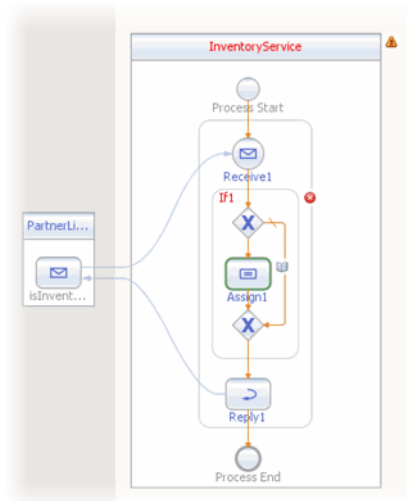 InventoryService
Process Start
Receive1
If1
PartnerLi...
isInvent...
Assign1
Reply1
Process End